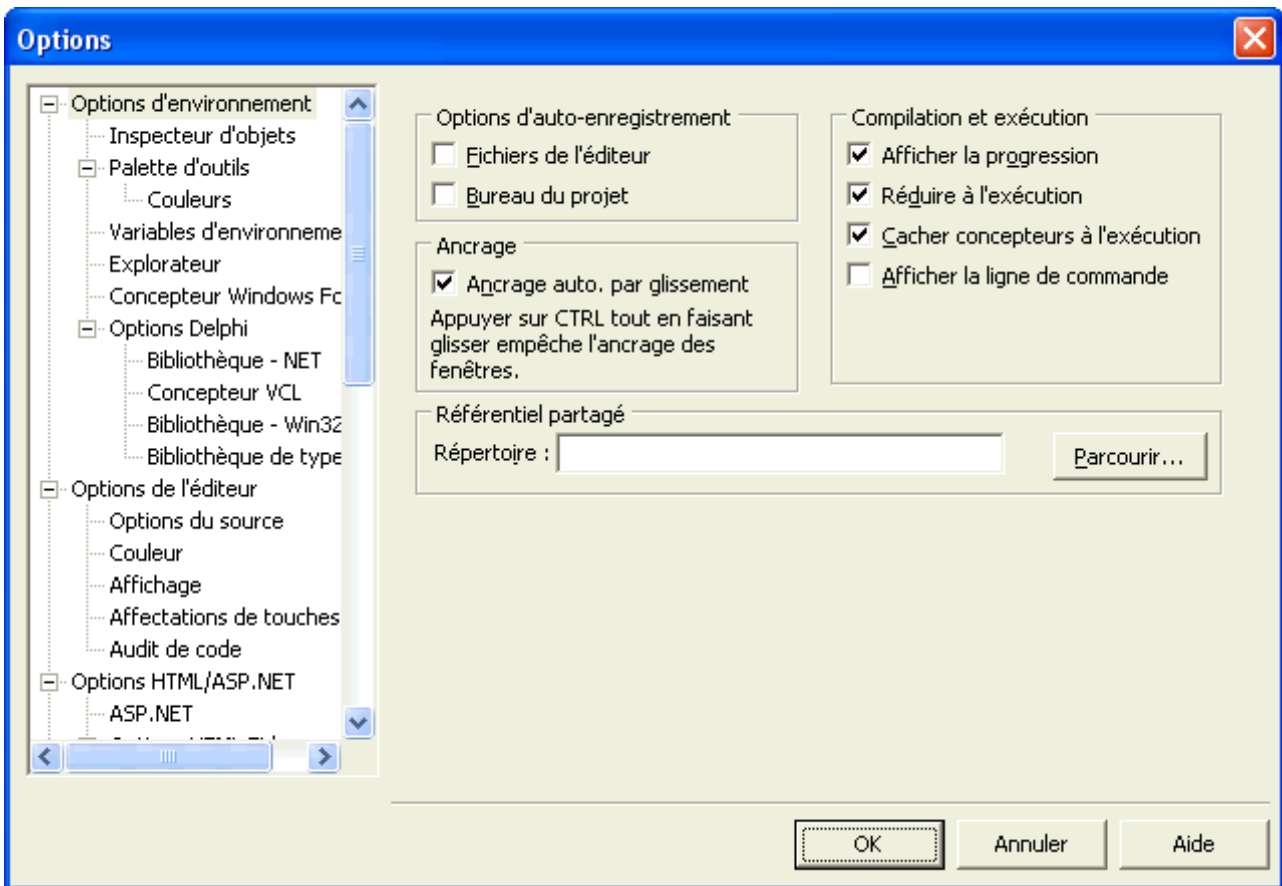 Options
Options d'environnement
Inspecteur d'objets
Palette d'outils
Couleurs
Variables d'environneme
Explorateur
Concepteur Windows Fc
Options Delphi
Bibliothèque - NET
Concepteur VCL
Bibliothèque - Win32
Bibliothèque de type
Options de l'éditeur
Options du source
Couleur
Affichage
Affectations de touches
Audit de code
Options HTML/ASP.NET
ASP.NET
Options d'auto-enregistrement
Fichiers de l'éditeur
Bureau du projet
Ancrage
Ancrage auto. par glissement
Appuyer sur CTRL tout en faisant
glisser empêche l'ancrage des
fenêtres.
Compilation et exécution
Afficher la progression
Réduire à l'exécution
Cacher concepteurs à l'exécution
Afficher la ligne de commande
Référentiel partagé
Répertoire :
Parcourir...
OK
Annuler
Aide